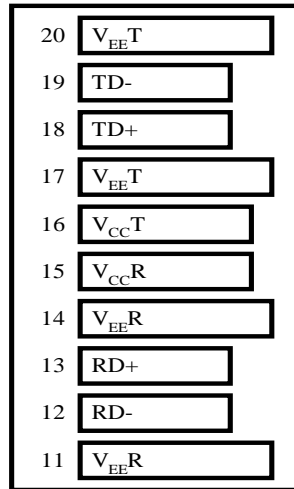 20 VEET
19 TD-
18 TD+
17 VEET
16 VCCT
15 VCCR
14 VEER
13 RD+
12 RD-
11 VEER